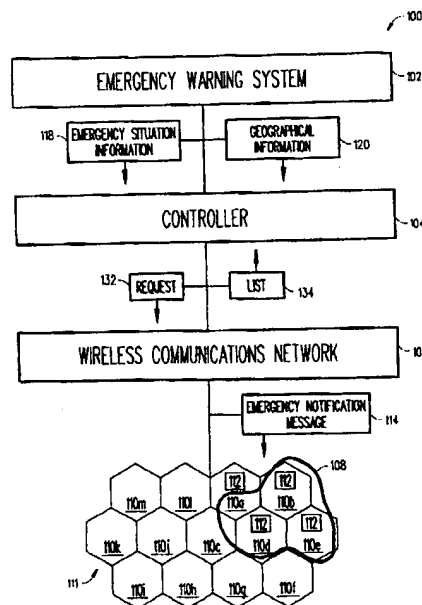 100
EMERGENCY WARNING SYSTEM
102
118
EMERGENCY SITUATION
INFORMATION
GEOGRAPHICAL
INFORMATION
120
CONTROLLER
104
132
REQUEST
LIST
134
WIRELESS COMMUNICATIONS NETWORK
10
EMERGENCY NOTIFICATION
MESSAGE
114
108
112
112
110m
110l
110a
110b
112
112
110k
110j
110c
110d
110e
111
110i
110h
110g
110f